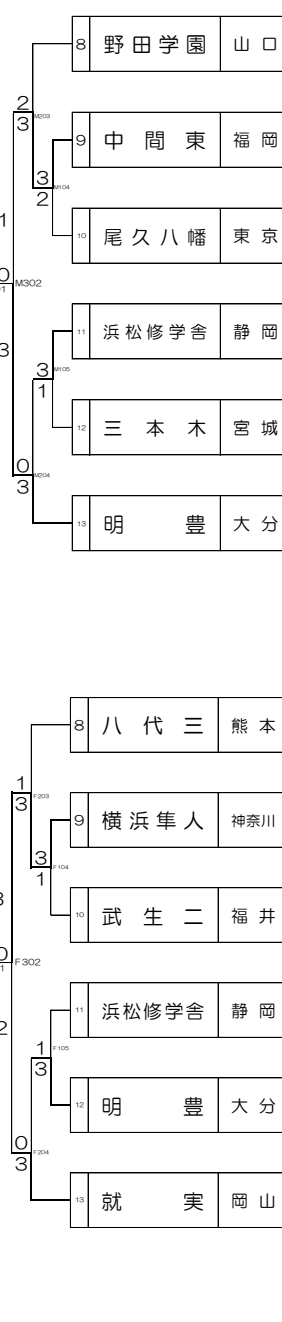 8 野田学園 山口
2
3 M203
9 中間東 福岡
3 M104
2
10 尾久八幡 東京
1
0 M302
3
11 浜松修学舎 静岡
3 M105
1
12 三本木 宮城
0 M204
3
13 明豊 大分
8 八代三 熊本
1
3 F203
9 横浜隼人 神奈川
3 F104
1
10 武生二 福井
0 F302
2
11 浜松修学舎 静岡
1 F105
3
12 明豊 大分
0 F204
3
13 就実 岡山